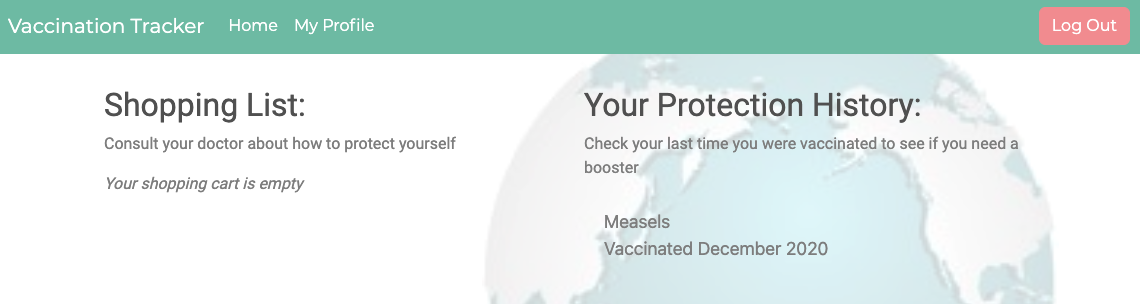 Vaccination Tracker Home My Profile Log Out
Shopping List:
Consult your doctor about how to protect yourself
Your shopping cart is empty
Your Protection History:
Check your last time you were vaccinated to see if you need a
booster
Measels
Vaccinated December 2020